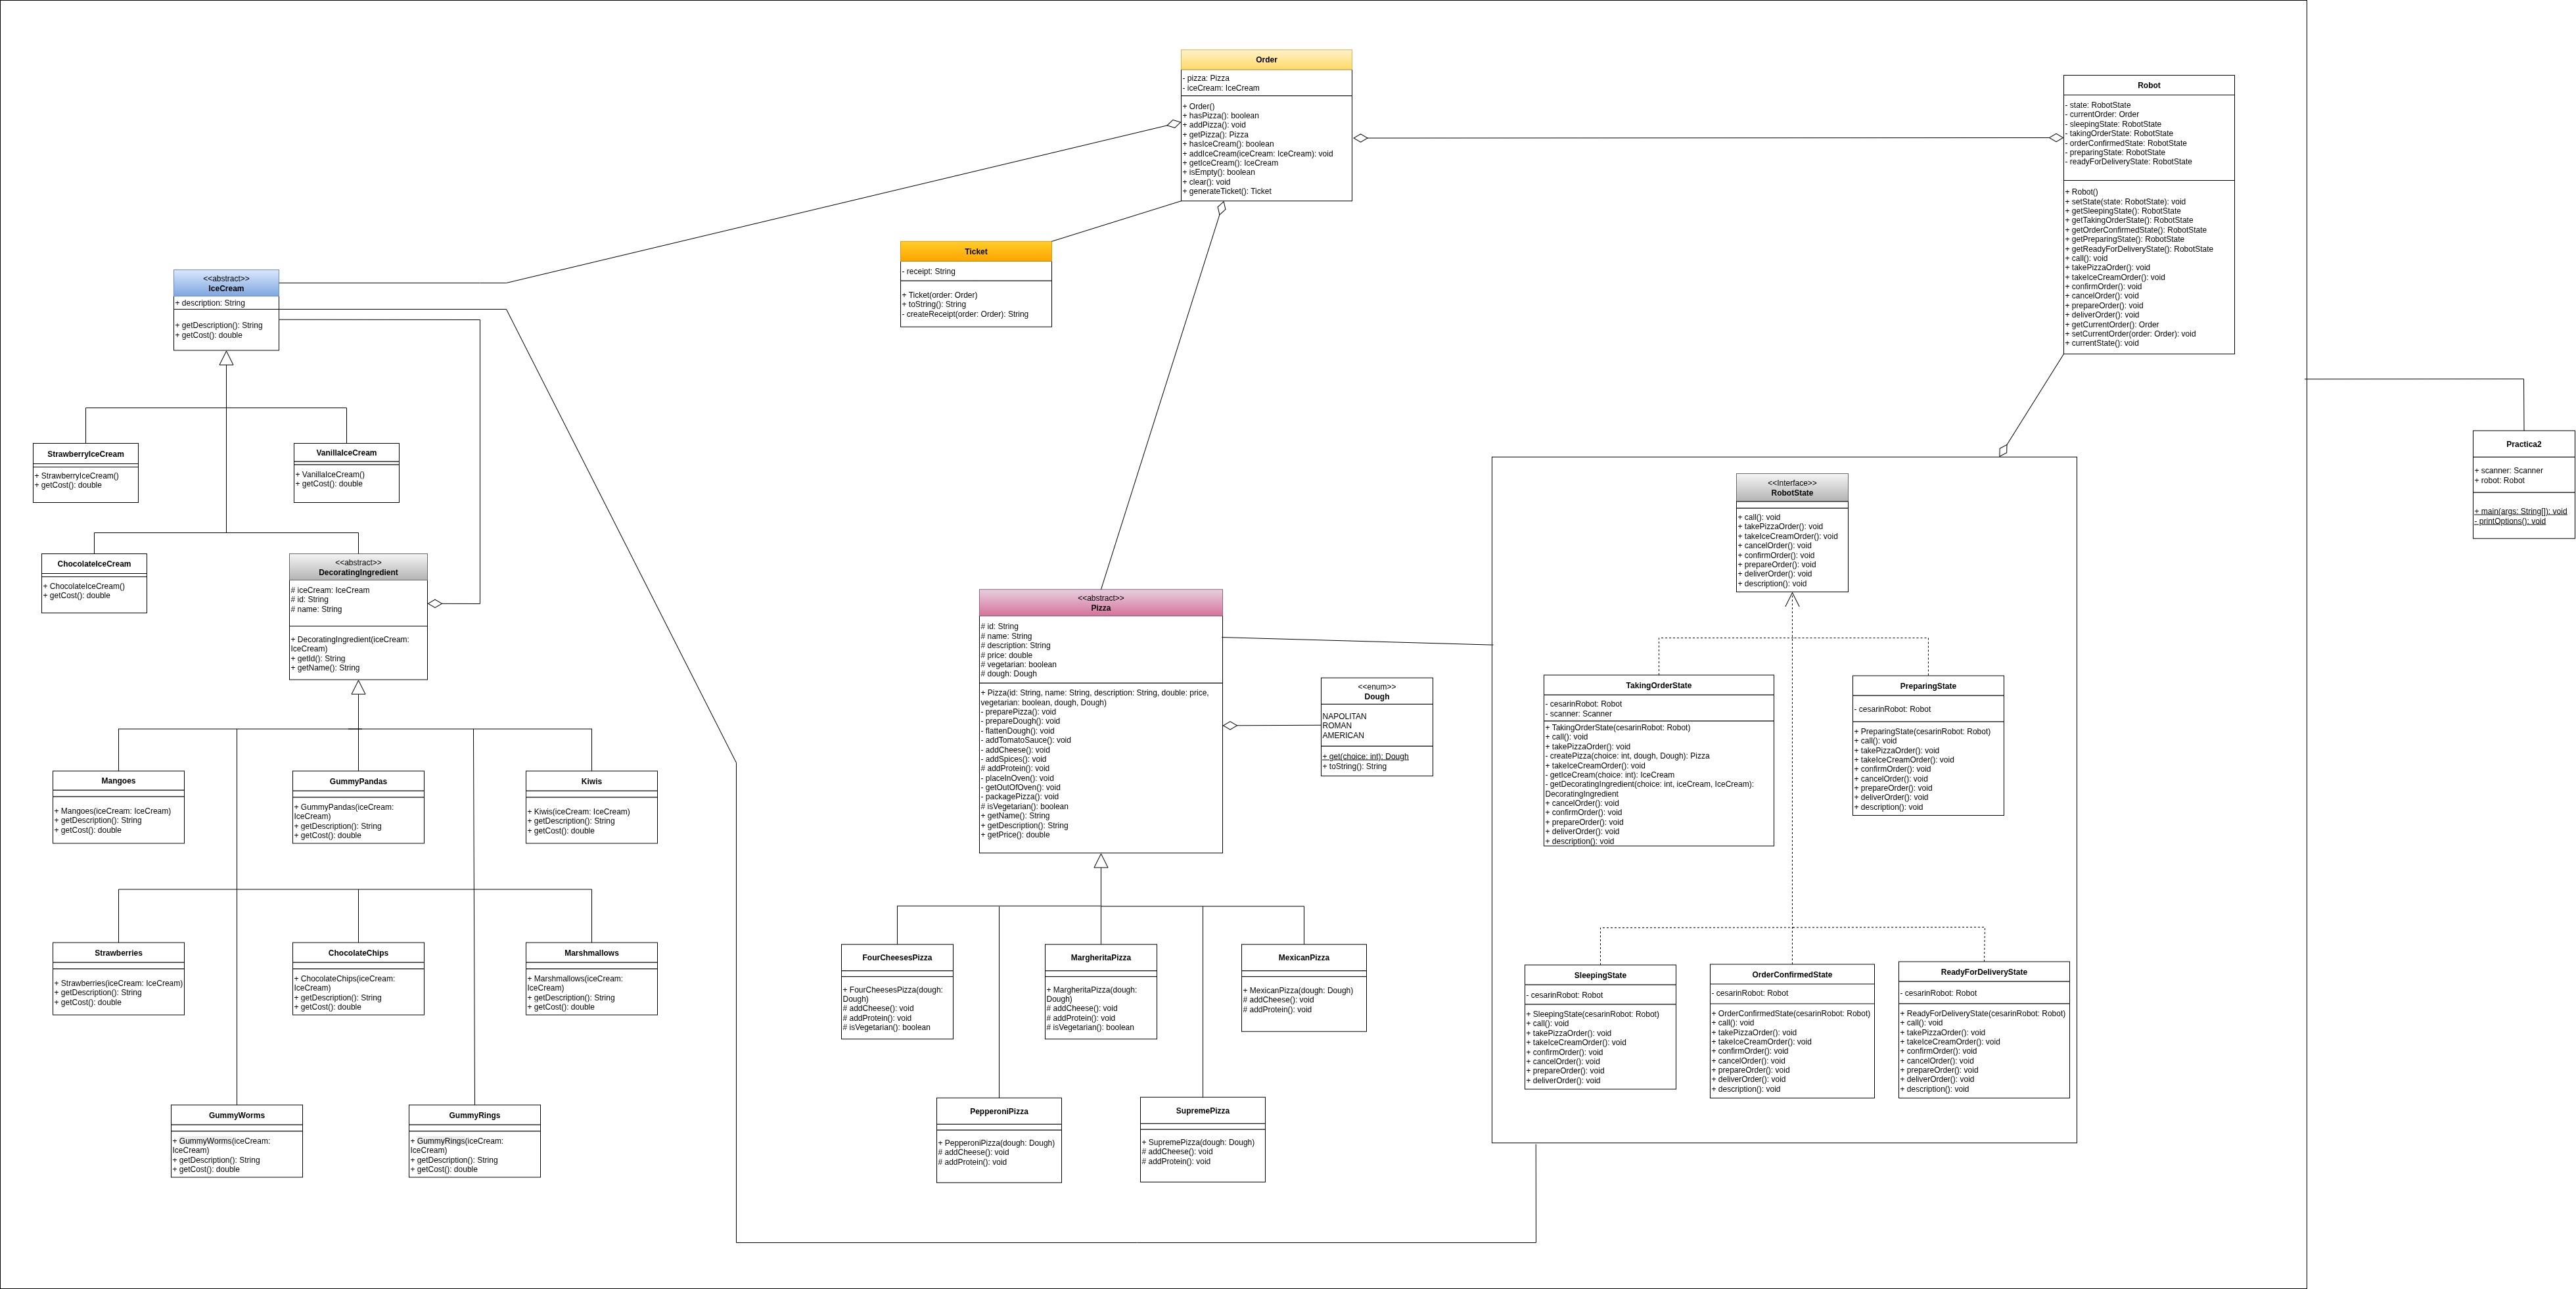 Order
- pizza: Pizza
- iceCream: IceCream
+ Order()
+ hasPizza(): boolean
+ addPizza(): void
+ getPizza(): Pizza
+ hasIceCream(): boolean
+ addIceCream(iceCream: IceCream): void
+ getIceCream(): IceCream
+ isEmpty(): boolean
+ clear(): void
+ generateTicket(): Ticket
Robot
- state: RobotState
- currentOrder: Order
- sleepingState: RobotState
- takingOrderState: RobotState
- orderConfirmedState: RobotState
- preparingState: RobotState
- readyForDeliveryState: RobotState
+ Robot()
+ setState(state: RobotState): void
+ getSleepingState(): RobotState
+ getTakingOrderState(): RobotState
+ getOrderConfirmedState(): RobotState
+ getPreparingState(): RobotState
+ getReadyForDeliveryState(): RobotState
+ call(): void
+ takePizzaOrder(): void
+ takeIceCreamOrder(): void
+ confirmOrder(): void
+ cancelOrder(): void
+ prepareOrder(): void
+ deliverOrder(): void
+ getCurrentOrder(): Order
+ setCurrentOrder(order: Order): void
+ currentState(): void
Ticket
- receipt: String
+ Ticket(order: Order)
+ toString(): String
- createReceipt(order: Order): String
<<abstract>>
IceCream
+ description: String
+ getDescription(): String
+ getCost(): double
StrawberryIceCream
+ StrawberryIceCream()
+ getCost(): double
VanillaIceCream
+ VanillaIceCream()
+ getCost(): double
ChocolateIceCream
+ ChocolateIceCream()
+ getCost(): double
<<abstract>>
DecoratingIngredient
# iceCream: IceCream
# id: String
# name: String
+ DecoratingIngredient(iceCream:
IceCream)
+ getId(): String
+ getName(): String
Mangoes
+ Mangoes(iceCream: IceCream)
+ getDescription(): String
+ getCost(): double
GummyPandas
+ GummyPandas(iceCream:
IceCream)
+ getDescription(): String
+ getCost(): double
Kiwis
+ Kiwis(iceCream: IceCream)
+ getDescription(): String
+ getCost(): double
Strawberries
+ Strawberries(iceCream: IceCream)
+ getDescription(): String
+ getCost(): double
ChocolateChips
+ ChocolateChips(iceCream:
IceCream)
+ getDescription(): String
+ getCost(): double
Marshmallows
+ Marshmallows(iceCream:
IceCream)
+ getDescription(): String
+ getCost(): double
GummyWorms
+ GummyWorms(iceCream:
IceCream)
+ getDescription(): String
+ getCost(): double
GummyRings
+ GummyRings(iceCream:
IceCream)
+ getDescription(): String
+ getCost(): double
<<abstract>>
Pizza
# id: String
# name: String
# description: String
# price: double
# vegetarian: boolean
# dough: Dough
+ Pizza(id: String, name: String, description: String, double: price,
vegetarian: boolean, dough, Dough)
- preparePizza(): void
- prepareDough(): void
- flattenDough(): void
- addTomatoSauce(): void
- addCheese(): void
- addSpices(): void
# addProtein(): void
- placeInOven(): void
- getOutOfOven(): void
- packagePizza(): void
# isVegetarian(): boolean
+ getName(): String
+ getDescription(): String
+ getPrice(): double
<<enum>>
Dough
NAPOLITAN
ROMAN
AMERICAN
+ get(choice: int): Dough
+ toString(): String
FourCheesesPizza
+ FourCheesesPizza(dough:
Dough)
# addCheese(): void
# addProtein(): void
# isVegetarian(): boolean
MargheritaPizza
+ MargheritaPizza(dough:
Dough)
# addCheese(): void
# addProtein(): void
# isVegetarian(): boolean
MexicanPizza
+ MexicanPizza(dough: Dough)
# addCheese(): void
# addProtein(): void
PepperoniPizza
+ PepperoniPizza(dough: Dough)
# addCheese(): void
# addProtein(): void
SupremePizza
+ SupremePizza(dough: Dough)
# addCheese(): void
# addProtein(): void
<<Interface>>
RobotState
+ call(): void
+ takePizzaOrder(): void
+ takeIceCreamOrder(): void
+ cancelOrder(): void
+ confirmOrder(): void
+ prepareOrder(): void
+ deliverOrder(): void
+ description(): void
TakingOrderState
- cesarinRobot: Robot
- scanner: Scanner
+ TakingOrderState(cesarinRobot: Robot)
+ call(): void
+ takePizzaOrder(): void
- createPizza(choice: int, dough, Dough): Pizza
+ takeIceCreamOrder(): void
- getIceCream(choice: int): IceCream
- getDecoratingIngredient(choice: int, iceCream, IceCream):
DecoratingIngredient
+ cancelOrder(): void
+ confirmOrder(): void
+ prepareOrder(): void
+ deliverOrder(): void
+ description(): void
PreparingState
- cesarinRobot: Robot
+ PreparingState(cesarinRobot: Robot)
+ call(): void
+ takePizzaOrder(): void
+ takeIceCreamOrder(): void
+ confirmOrder(): void
+ cancelOrder(): void
+ prepareOrder(): void
+ deliverOrder(): void
+ description(): void
SleepingState
- cesarinRobot: Robot
+ SleepingState(cesarinRobot: Robot)
+ call(): void
+ takePizzaOrder(): void
+ takeIceCreamOrder(): void
+ confirmOrder(): void
+ cancelOrder(): void
+ prepareOrder(): void
+ deliverOrder(): void
OrderConfirmedState
- cesarinRobot: Robot
+ OrderConfirmedState(cesarinRobot: Robot)
+ call(): void
+ takePizzaOrder(): void
+ takeIceCreamOrder(): void
+ confirmOrder(): void
+ cancelOrder(): void
+ prepareOrder(): void
+ deliverOrder(): void
+ description(): void
ReadyForDeliveryState
- cesarinRobot: Robot
+ ReadyForDeliveryState(cesarinRobot: Robot)
+ call(): void
+ takePizzaOrder(): void
+ takeIceCreamOrder(): void
+ confirmOrder(): void
+ cancelOrder(): void
+ prepareOrder(): void
+ deliverOrder(): void
+ description(): void
Practica2
+ scanner: Scanner
+ robot: Robot
+ main(args: String[]): void
- printOptions(): void